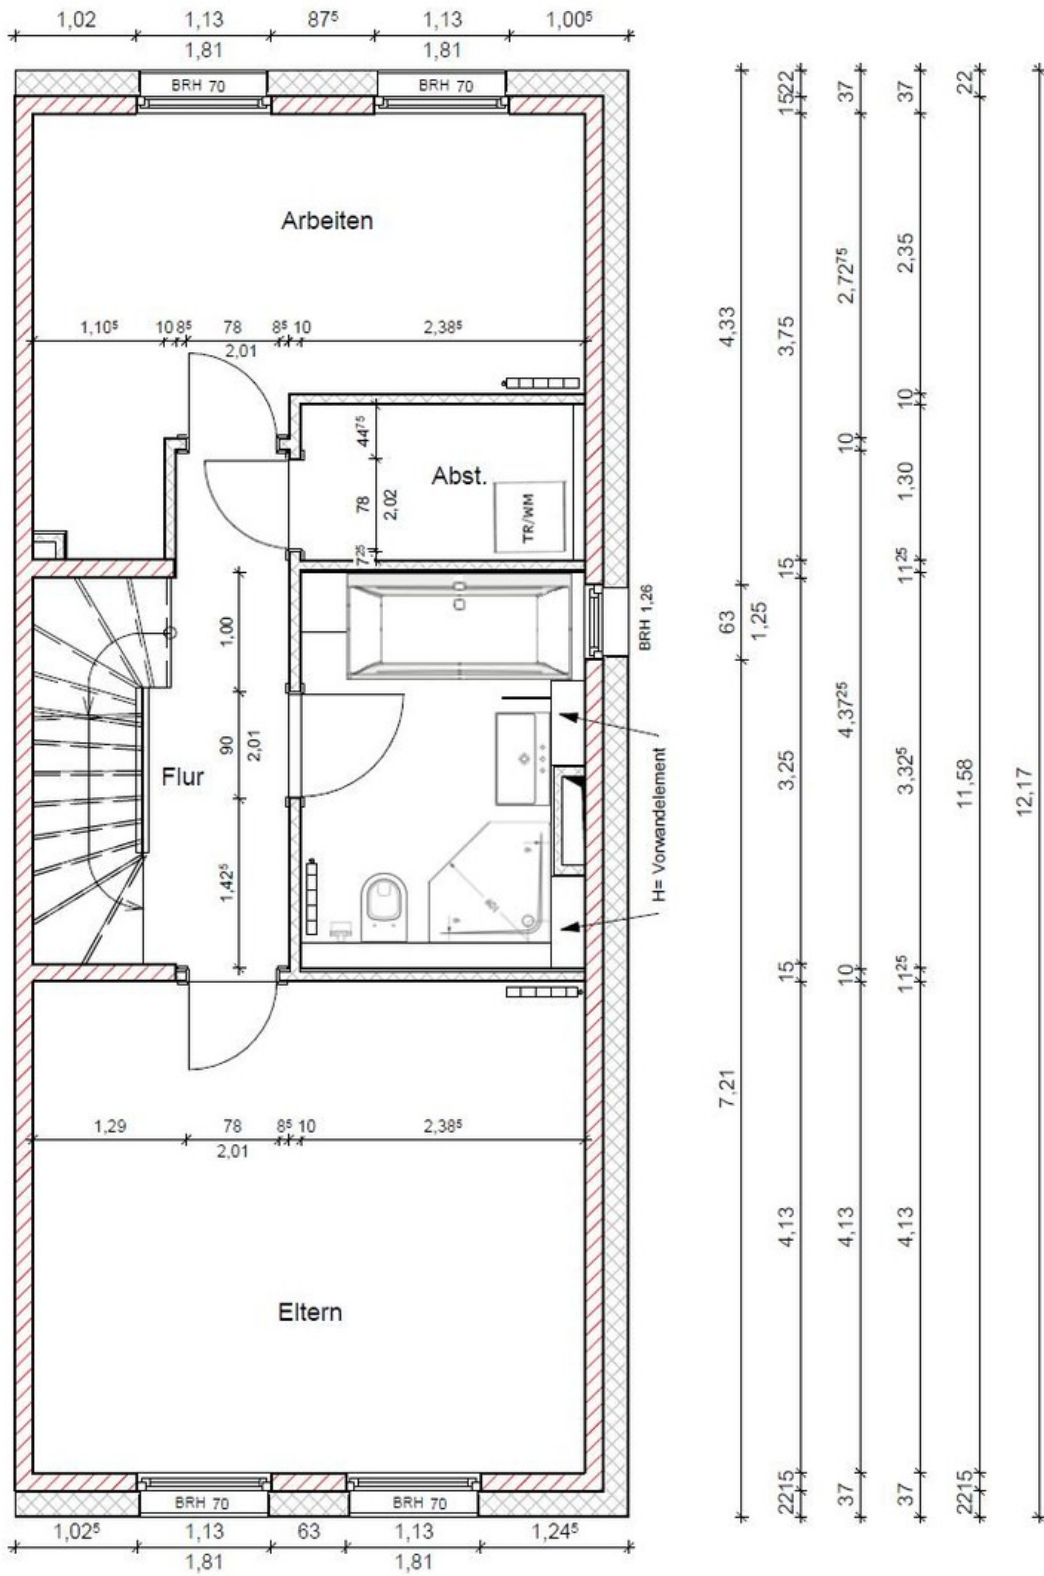 1,02 1,13 87⁵ 1,13 1,00⁵
1,81 1,81
BRH 70 BRH 70
1522 37 37 22
Arbeiten
2,72⁷⁵ 2,35
4,33 3,75
1,10⁵ 10 8⁵ 78 8⁵ 10 2,38⁵
2,01
10
44⁷⁵
10
Abst.
1,30
78
2,02
TR/WM
7²⁵
15 11²⁵
63
1,25
BRH 1,26
1,00
4,37²⁵
90
2,01
Flur
H= Vorwandelement
3,25 3,32⁵ 11,58 12,17
1,42⁵
15 10 11²⁵
7,21
1,29 78 8⁵ 10 2,38⁵
2,01
4,13 4,13 4,13
Eltern
2215 37 37 2215
BRH 70 BRH 70
1,02⁵ 1,13 63 1,13 1,24⁵
1,81 1,81